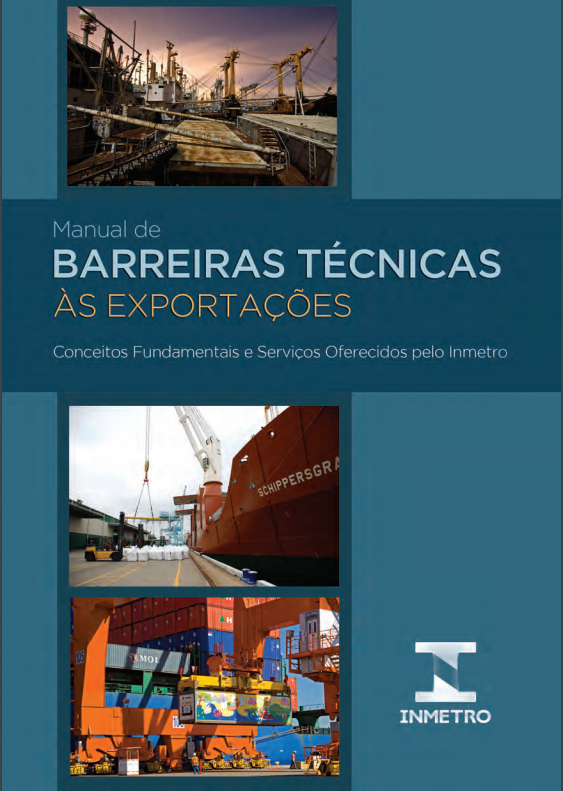 Manual de
BARREIRAS TÉCNICAS
ÀS EXPORTAÇÕES
Conceitos Fundamentais e Serviços Oferecidos pelo Inmetro
SCHIPPERSGRA
MOL
H
INMETRO